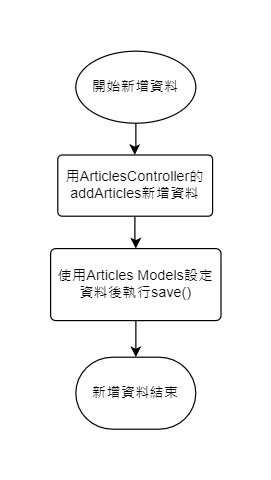 開始新增資料
用ArticlesController的
addArticles新增資料
使用Articles Models設定
資料後執行save()
新增資料結束